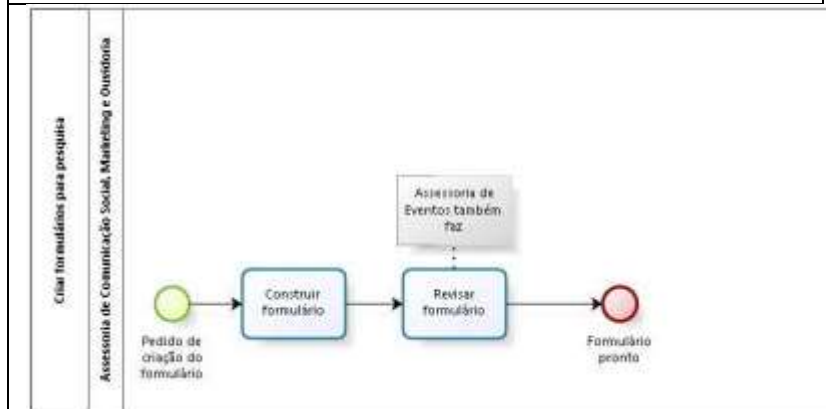 Criar formulários para pesquisa
Assessoria de Comunicação Social, Marketing e Ouvidoria
Assessoria de
Eventos também
faz
Construir
formulário
Revisar
formulário
Pedido de
criação do
formulário
Formulário
pronto